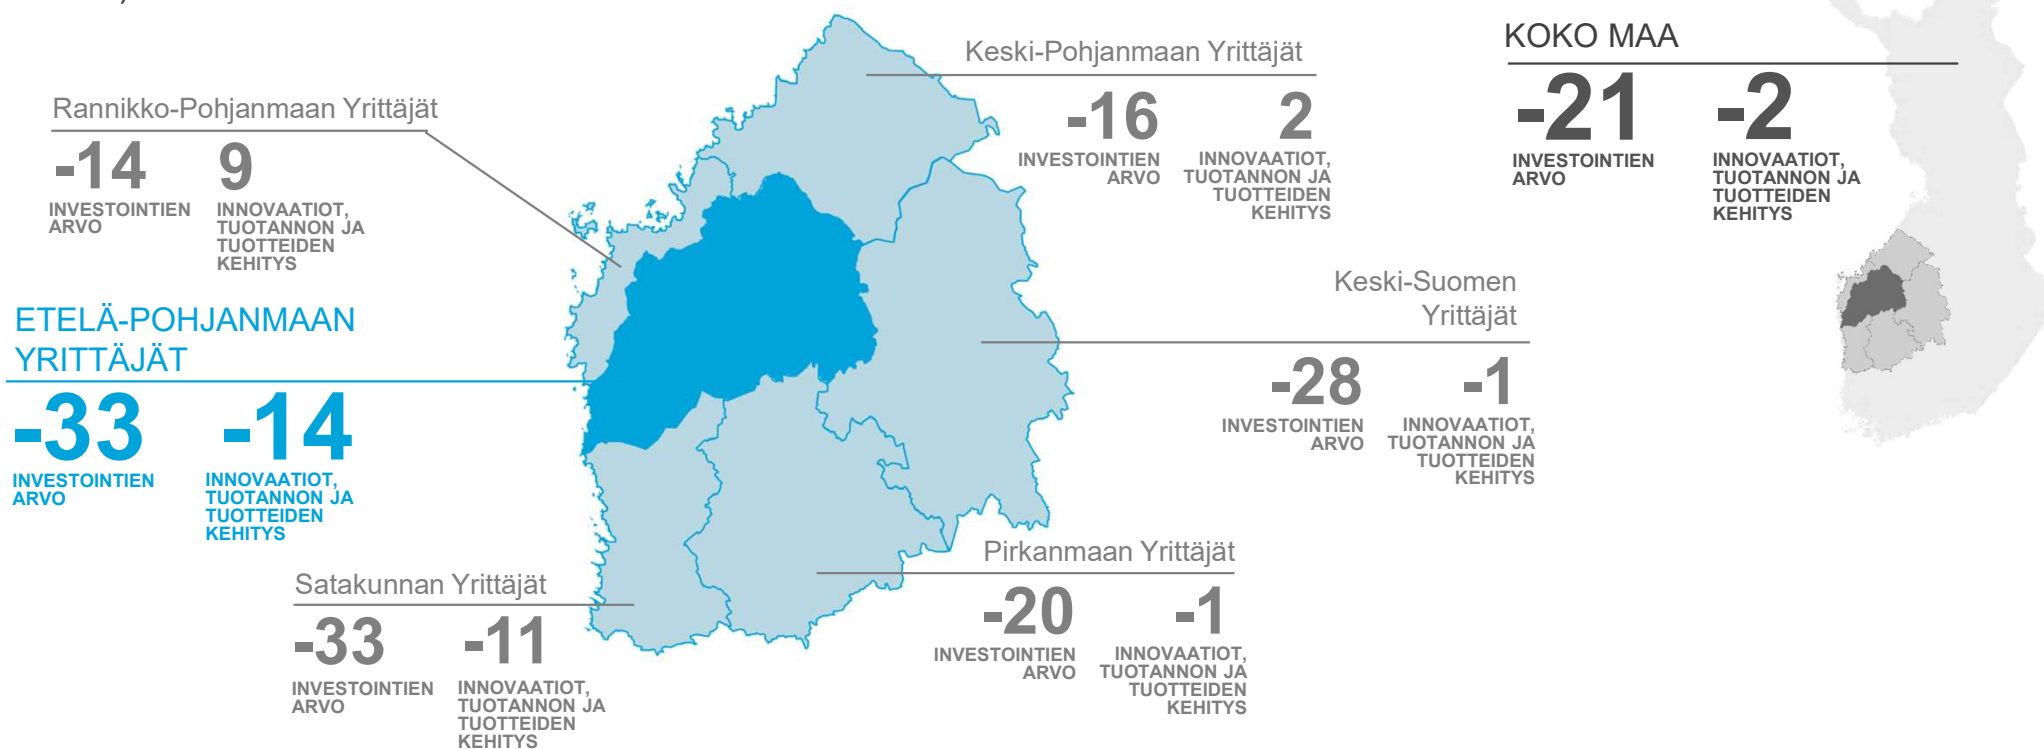 Rannikko-Pohjanmaan Yrittäjät
-14
9
INVESTOINTIEN
ARVO
INNOVAATIOT,
TUOTANNON JA
TUOTTEIDEN
KEHITYS
Keski-Pohjanmaan Yrittäjät
-16
2
INVESTOINTIEN
ARVO
INNOVAATIOT,
TUOTANNON JA
TUOTTEIDEN
KEHITYS
KOKO MAA
-21
-2
INVESTOINTIEN
ARVO
INNOVAATIOT,
TUOTANNON JA
TUOTTEIDEN
KEHITYS
ETELÄ-POHJANMAAN
YRITTÄJÄT
-33
-14
INVESTOINTIEN
ARVO
INNOVAATIOT,
TUOTANNON JA
TUOTTEIDEN
KEHITYS
Keski-Suomen
Yrittäjät
-28
-1
INVESTOINTIEN
ARVO
INNOVAATIOT,
TUOTANNON JA
TUOTTEIDEN
KEHITYS
Satakunnan Yrittäjät
-33
-11
INVESTOINTIEN
ARVO
INNOVAATIOT,
TUOTANNON JA
TUOTTEIDEN
KEHITYS
Pirkanmaan Yrittäjät
-20
-1
INVESTOINTIEN
ARVO
INNOVAATIOT,
TUOTANNON JA
TUOTTEIDEN
KEHITYS